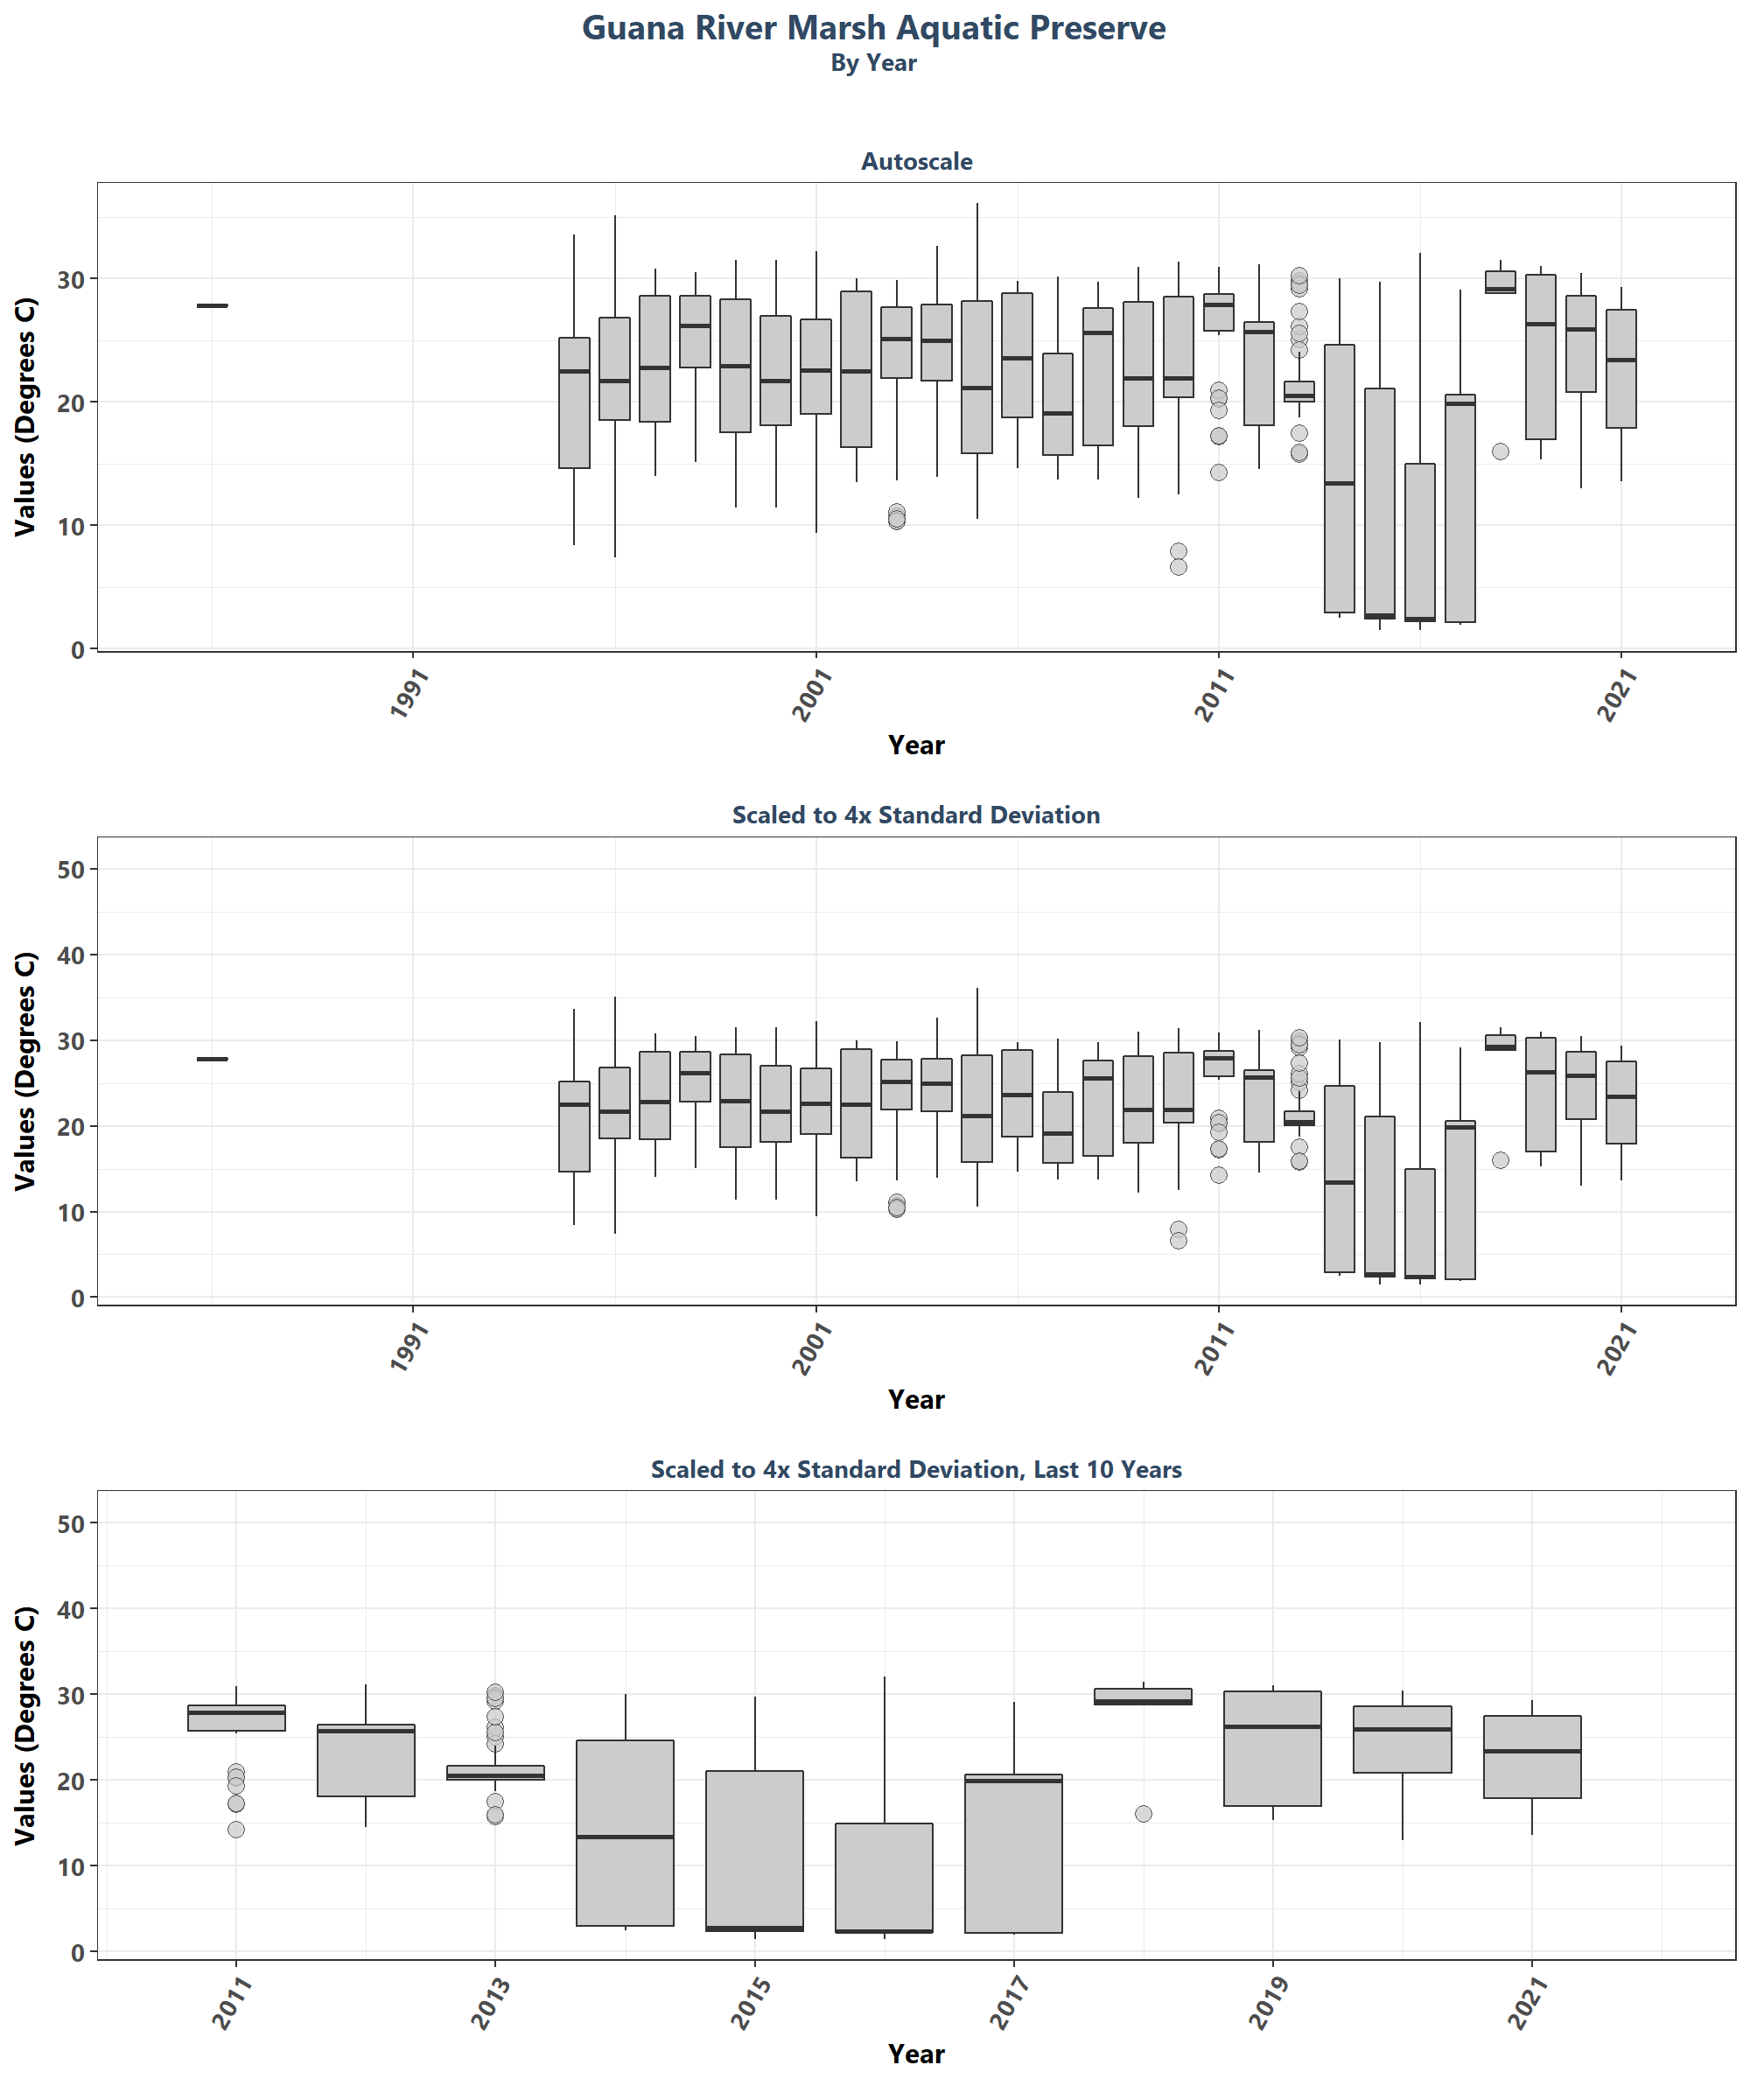 Guana River Marsh Aquatic Preserve
By Year
Autoscale
Values (Degrees C)
30
20
10
0
1991
2001
2011
2021
Year
Scaled to 4x Standard Deviation
Values (Degrees C)
50
40
30
20
10
0
1991
2001
2011
2021
Year
Scaled to 4x Standard Deviation, Last 10 Years
Values (Degrees C)
50
40
30
20
10
0
2011
2013
2015
2017
2019
2021
Year